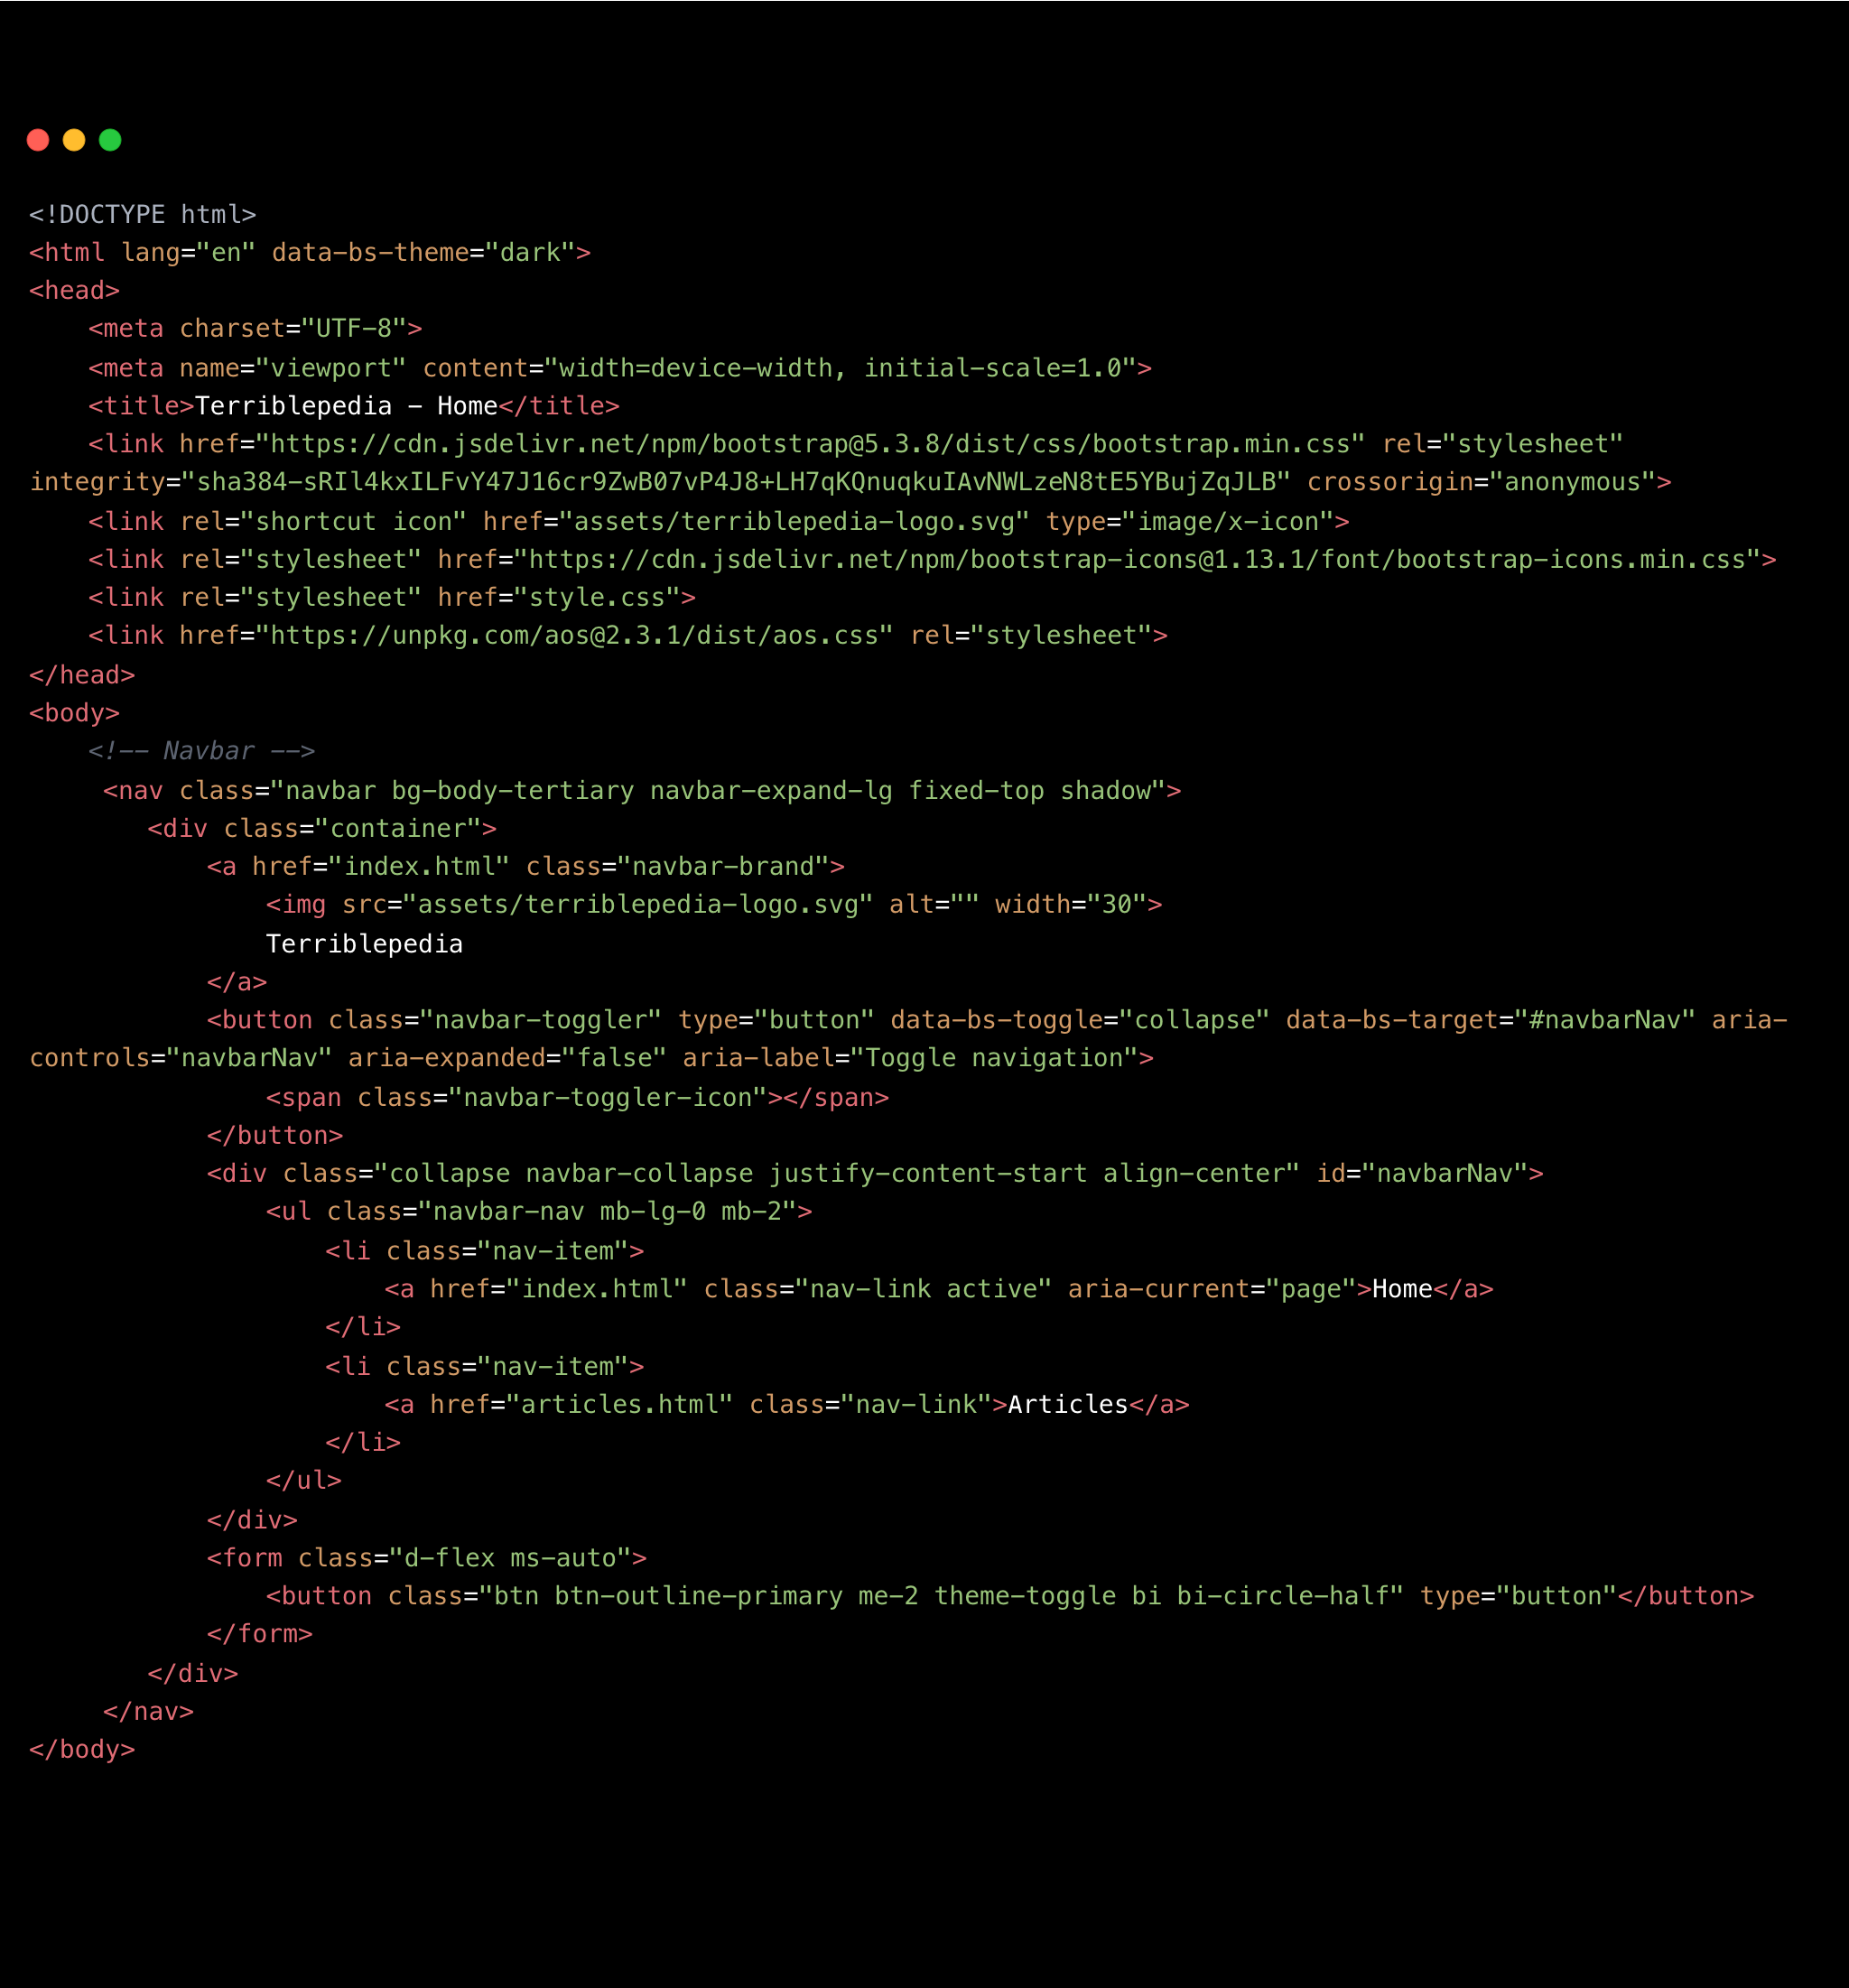 <!DOCTYPE html>
<html lang="en" data-bs-theme="dark">
<head>
    <meta charset="UTF-8">
    <meta name="viewport" content="width=device-width, initial-scale=1.0">
    <title>Terriblepedia - Home</title>
    <link href="https://cdn.jsdelivr.net/npm/bootstrap@5.3.8/dist/css/bootstrap.min.css" rel="stylesheet"
integrity="sha384-sRIl4kxILFvY47J16cr9ZwB07vP4J8+LH7qKQnuqkuIAvNWLzeN8tE5YBujZqJLB" crossorigin="anonymous">
    <link rel="shortcut icon" href="assets/terriblepedia-logo.svg" type="image/x-icon">
    <link rel="stylesheet" href="https://cdn.jsdelivr.net/npm/bootstrap-icons@1.13.1/font/bootstrap-icons.min.css">
    <link rel="stylesheet" href="style.css">
    <link href="https://unpkg.com/aos@2.3.1/dist/aos.css" rel="stylesheet">
</head>
<body>
    <!-- Navbar -->
     <nav class="navbar bg-body-tertiary navbar-expand-lg fixed-top shadow">
        <div class="container">
            <a href="index.html" class="navbar-brand">
                <img src="assets/terriblepedia-logo.svg" alt="" width="30">
                Terriblepedia
            </a>
            <button class="navbar-toggler" type="button" data-bs-toggle="collapse" data-bs-target="#navbarNav" aria-
controls="navbarNav" aria-expanded="false" aria-label="Toggle navigation">
                <span class="navbar-toggler-icon"></span>
            </button>
            <div class="collapse navbar-collapse justify-content-start align-center" id="navbarNav">
                <ul class="navbar-nav mb-lg-0 mb-2">
                    <li class="nav-item">
                        <a href="index.html" class="nav-link active" aria-current="page">Home</a>
                    </li>
                    <li class="nav-item">
                        <a href="articles.html" class="nav-link">Articles</a>
                    </li>
                </ul>
            </div>
            <form class="d-flex ms-auto">
                <button class="btn btn-outline-primary me-2 theme-toggle bi bi-circle-half" type="button"</button>
            </form>
        </div>
     </nav>
</body>